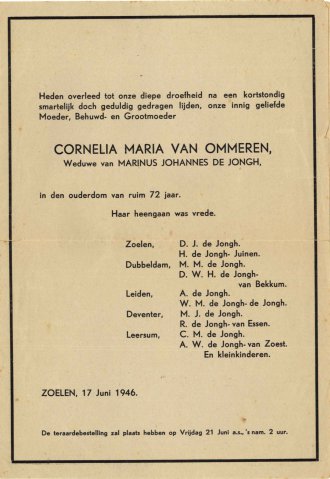 Heden overleed tot onze diepe droefheid na een kortstondig
smartelijk doch geduldig gedragen lijden, onze innig geliefde
Moeder, Behuwd- en Grootmoeder
CORNELIA MARIA VAN OMMEREN,
Weduwe van MARINUS JOHANNES DE JONGH,
in den ouderdom van ruim 72 jaar.
Haar heengaan was vrede.
Zoelen, D. J. de Jongh.
H. de Jongh- Juinen.
Dubbeldam, M. M. de Jongh.
D. W. H. de Jongh-
van Bekkum.
Leiden, A. de Jongh.
W. M. de Jongh-de Jongh.
Deventer, M. J. de Jongh.
R. de Jongh-van Essen.
Leersum, C. M. de Jongh.
A. W. de Jongh-van Zoest.
En kleinkinderen.
ZOELEN, 17 Juni 1946.
De teraardebestelling zal plaats hebben op Vrijdag 21 Juni a.s., 's nam. 2 uur.